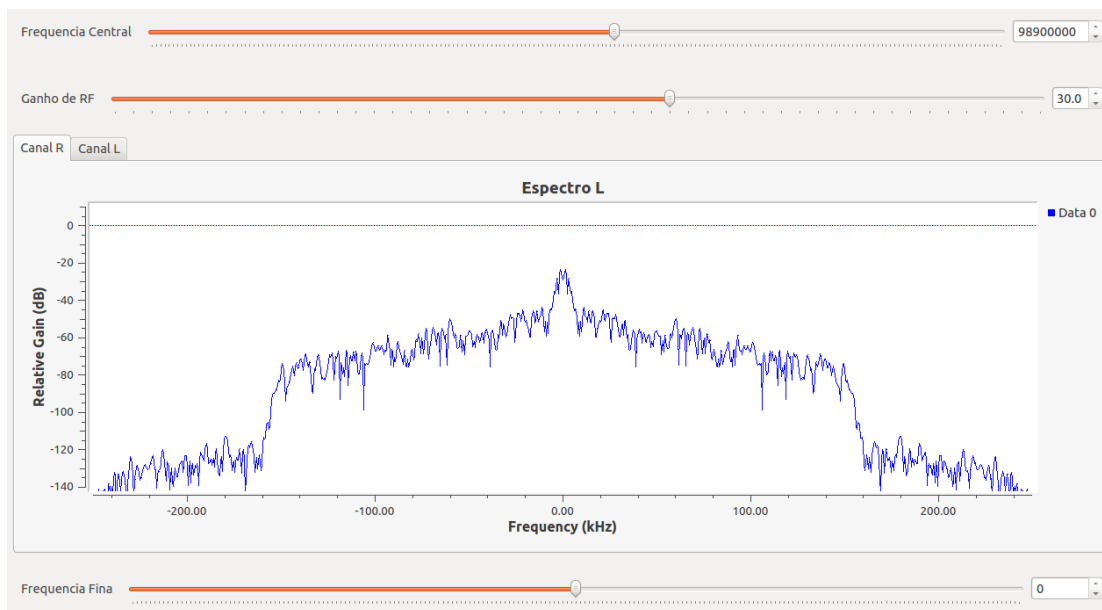 Frequencia Central 98900000
Ganho de RF 30.0
Canal R Canal L
Espectro L
Data 0
Relative Gain (dB)
0
-20
-40
-60
-80
-100
-120
-140
-200.00 -100.00 0.00 100.00 200.00
Frequency (kHz)
Frequencia Fina 0